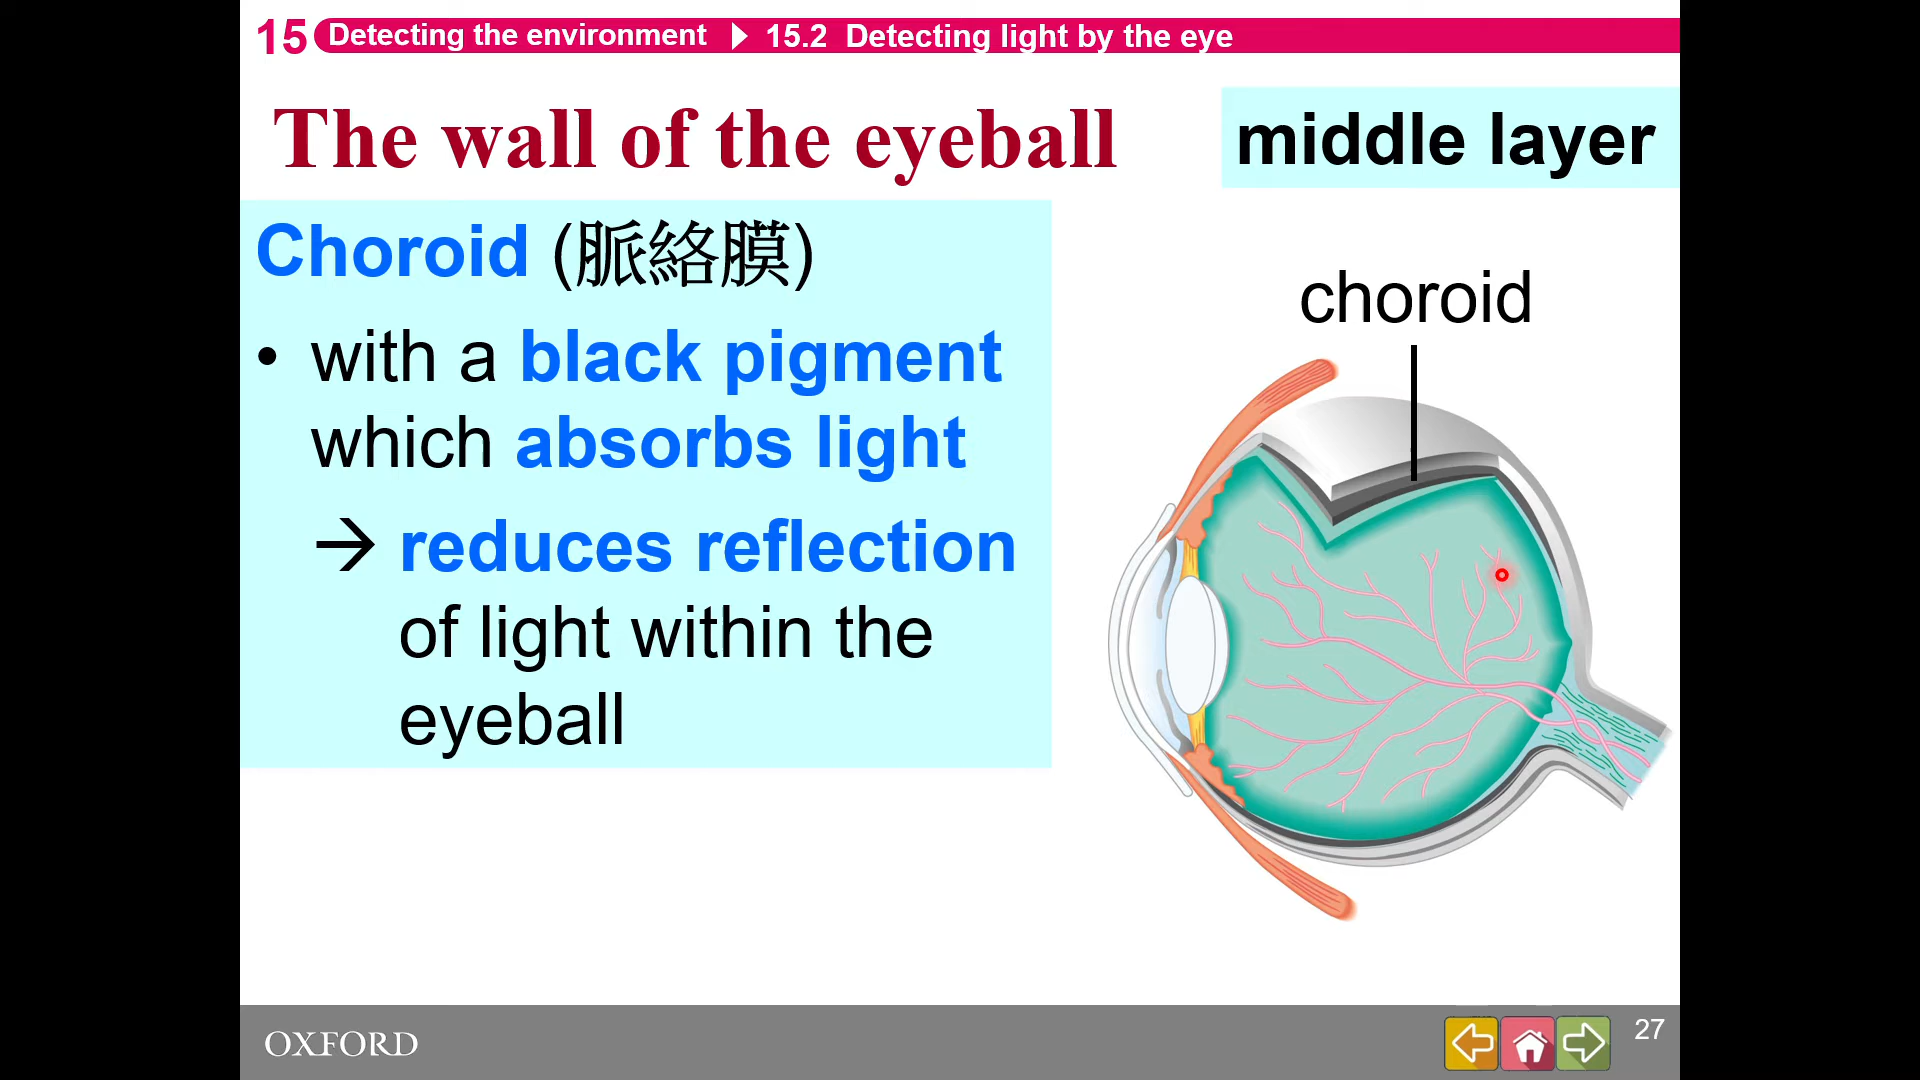 15 Detecting the environment 15.2 Detecting light by the eye
The wall of the eyeball
middle layer
Choroid (脈絡膜)
• with a black pigment
which absorbs light
→ reduces reflection
of light within the
eyeball
choroid
OXFORD
27